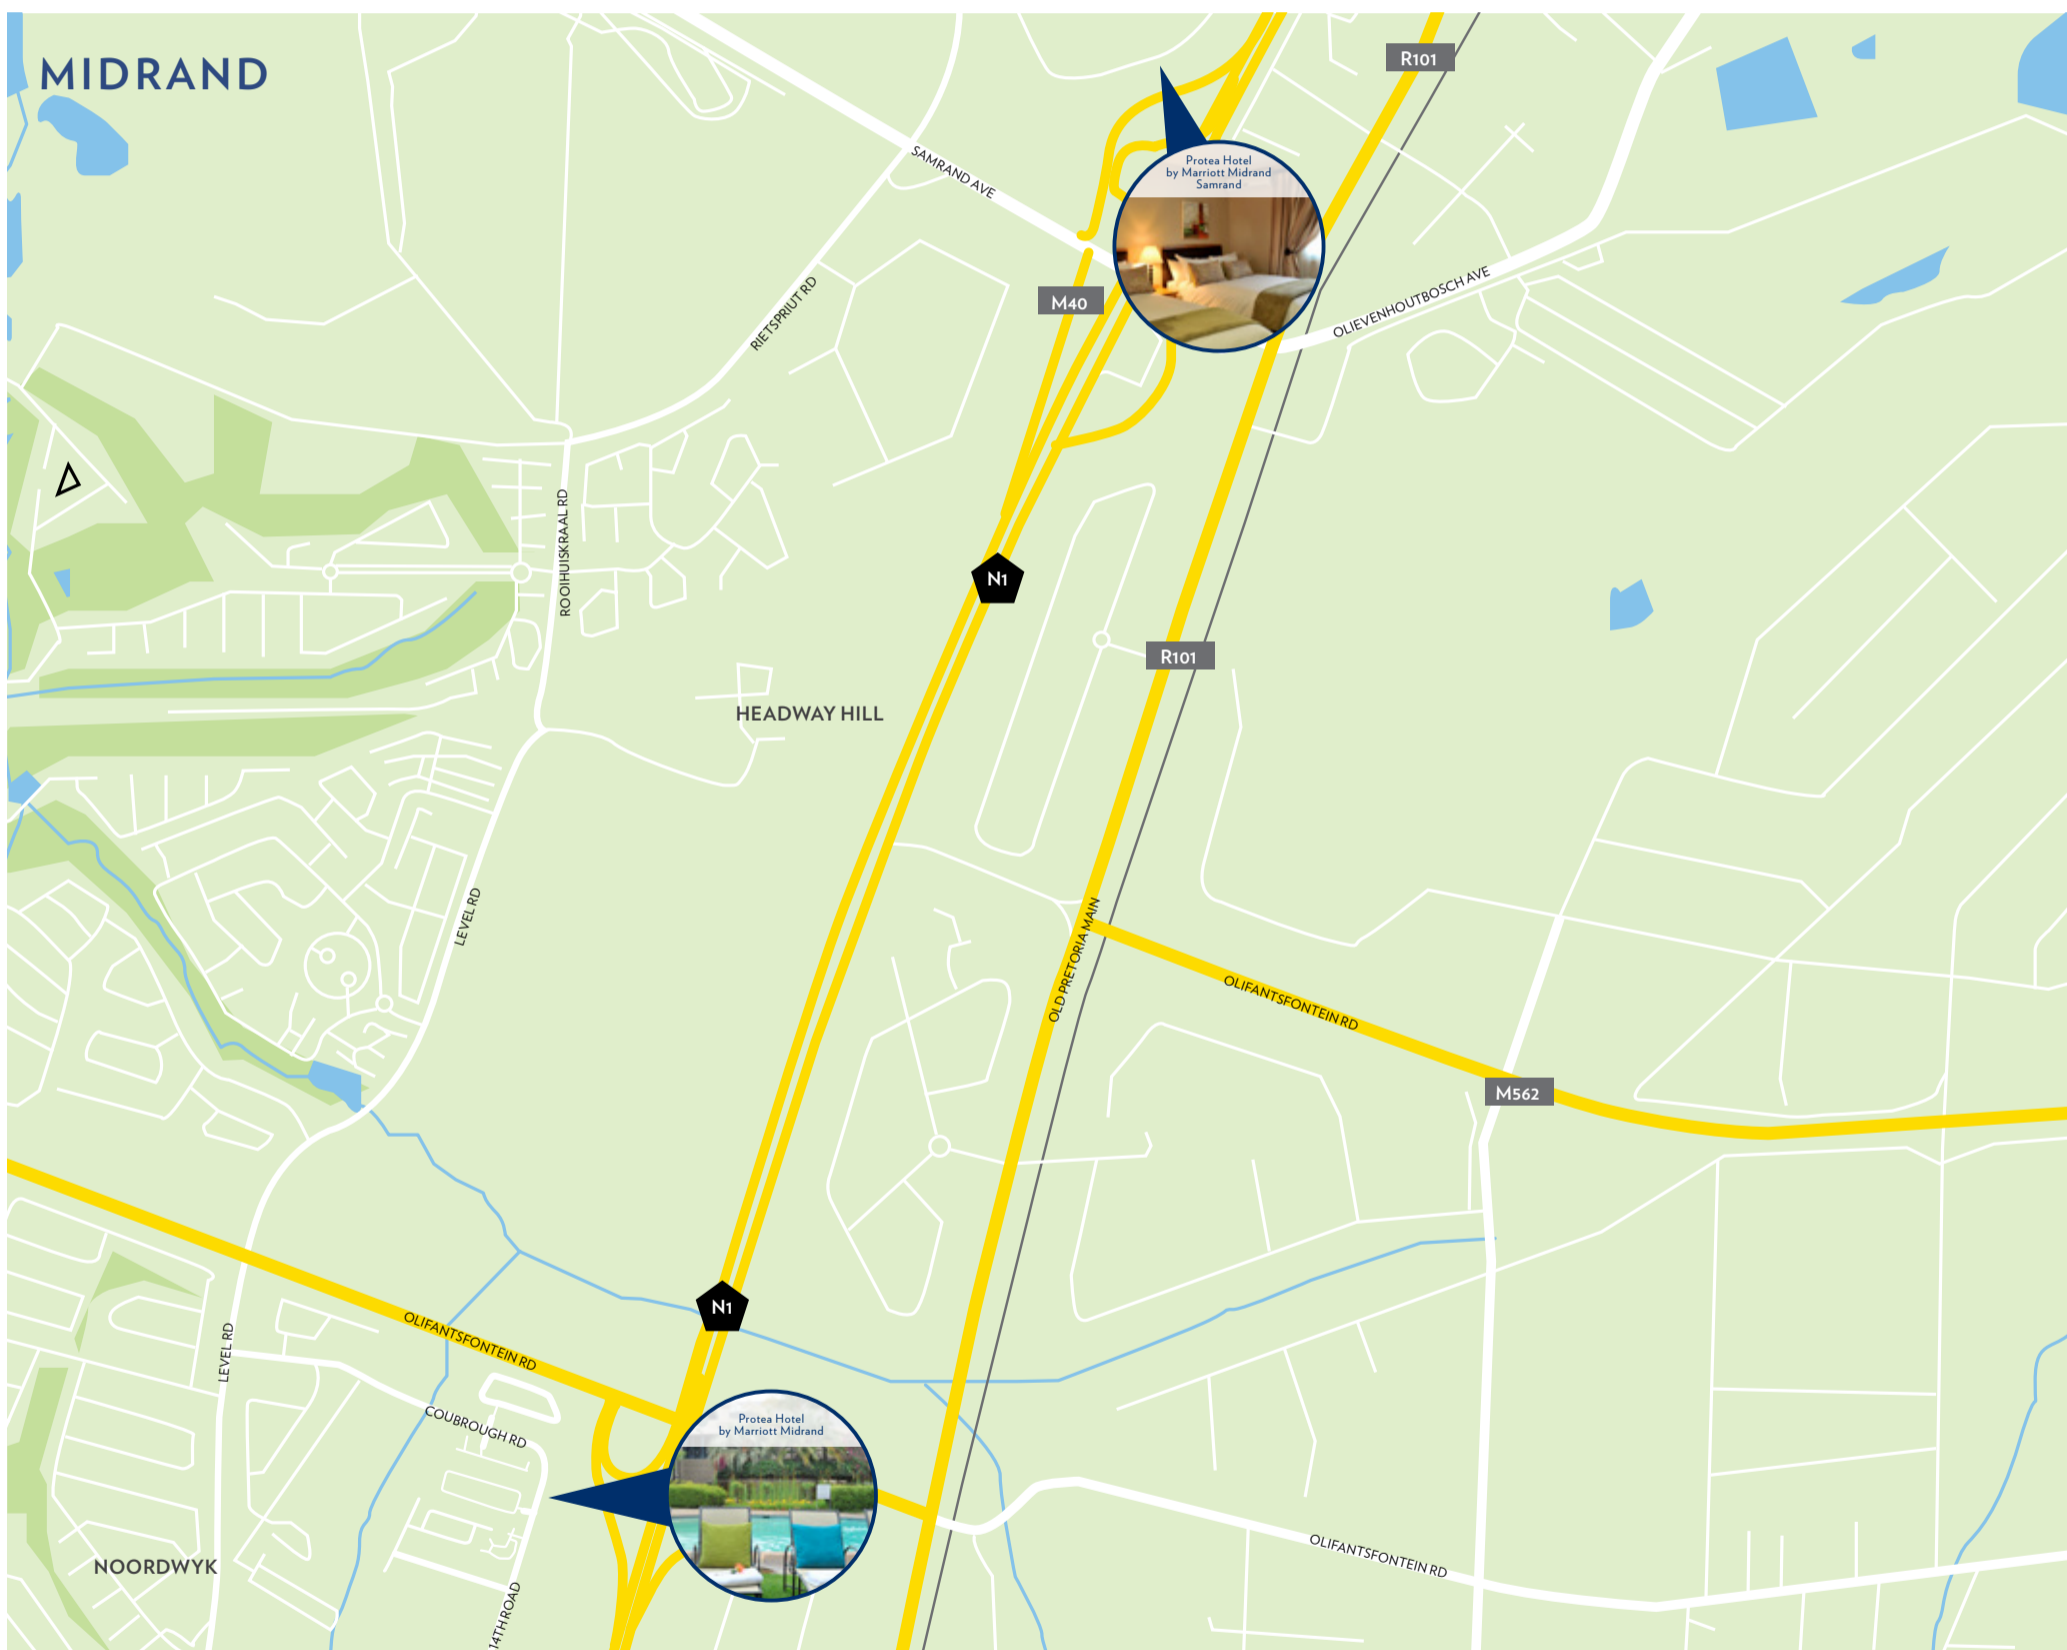 MIDRAND
R101
SAMRAND AVE
Protea Hotel
by Marriott Midrand
Samrand
M40
RIETSPRIUT RD
OLIEVENHOUTBOSCH AVE
ROOIHUISKRAAL RD
N1
R101
HEADWAY HILL
LEVEL RD
OLD PRETORIA MAIN
OLIFANTSFONTEIN RD
M562
N1
OLIFANTSFONTEIN RD
LEVEL RD
COUBROUGH RD
Protea Hotel
by Marriott Midrand
OLIFANTSFONTEIN RD
NOORDWYK
14TH ROAD